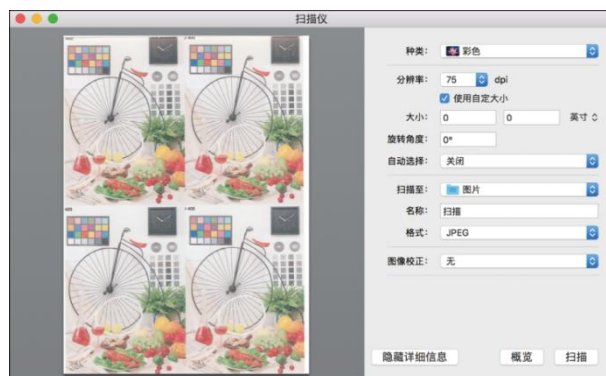 扫描仪
种类： 彩色
分辨率： 75 dpi
使用自定大小
大小： 0 0 英寸
旋转角度： 0°
自动选择： 关闭
扫描至： 图片
名称： 扫描
格式： JPEG
图像校正： 无
隐藏详细信息 概览 扫描